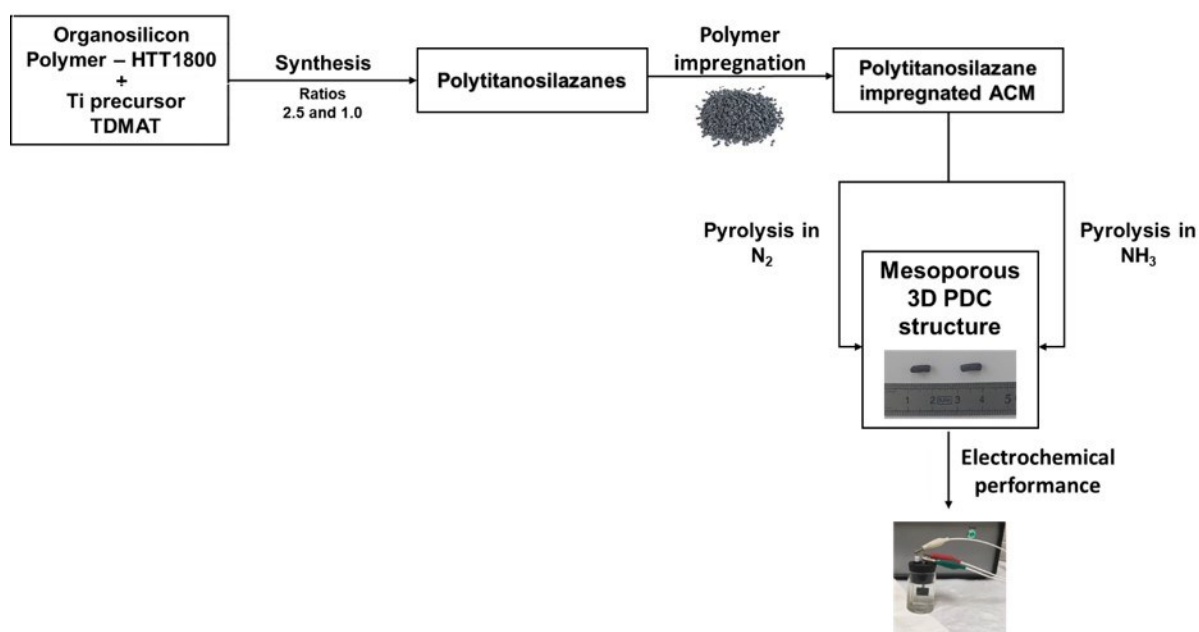 Organosilicon
Polymer – HTT1800
+
Ti precursor
TDMAT
Synthesis
Ratios
2.5 and 1.0
Polytitanosilazanes
Polymer
impregnation
Polytitanosilazane
impregnated ACM
Pyrolysis in
N₂
Pyrolysis in
NH₃
Mesoporous
3D PDC
structure
1 2 3 4 5
Electrochemical
performance